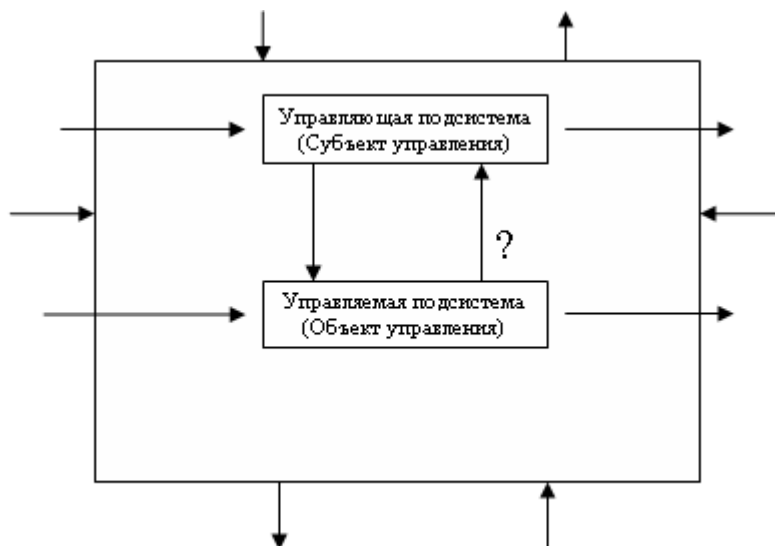 Управляющая подсистема
(Субъект управления)
?
Управляемая подсистема
(Объект управления)